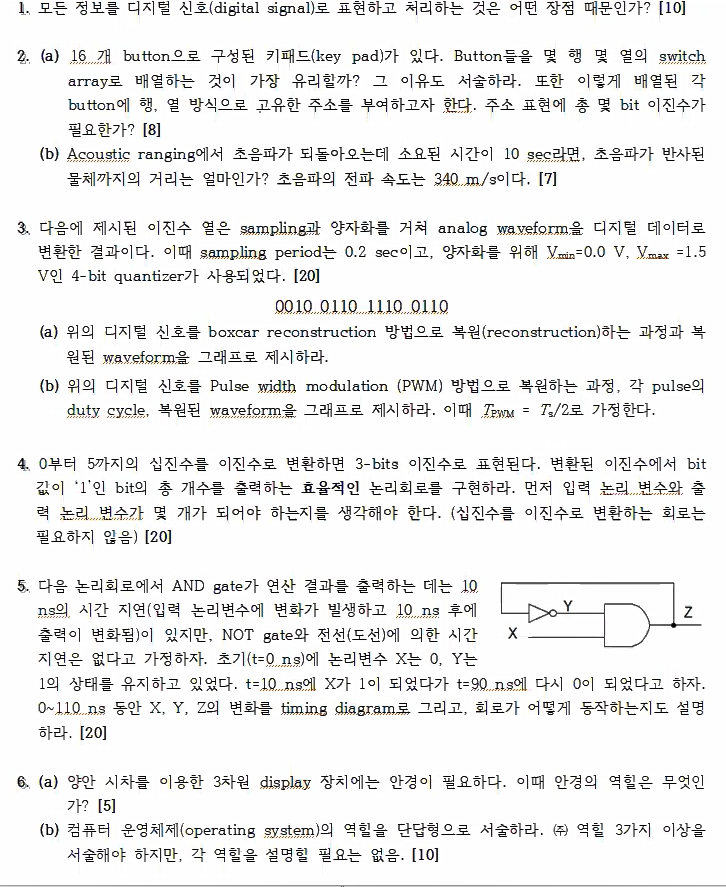 1. 모든 정보를 디지털 신호(digital signal)로 표현하고 처리하는 것은 어떤 장점 때문인가? [10]
2. (a) 16 개 button으로 구성된 키패드(key pad)가 있다. Button들을 몇 행 몇 열의 switch
array로 배열하는 것이 가장 유리할까? 그 이유도 서술하라. 또한 이렇게 배열된 각
button에 행, 열 방식으로 고유한 주소를 부여하고자 한다. 주소 표현에 총 몇 bit 이진수가
필요한가? [8]
(b) Acoustic ranging에서 초음파가 되돌아오는데 소요된 시간이 10 sec라면, 초음파가 반사된
물체까지의 거리는 얼마인가? 초음파의 전파 속도는 340 m/s이다. [7]
3. 다음에 제시된 이진수 열은 sampling과 양자화를 거쳐 analog waveform을 디지털 데이터로
변환한 결과이다. 이때 sampling period는 0.2 sec이고, 양자화를 위해 Vmin=0.0 V, Vmax =1.5
V인 4-bit quantizer가 사용되었다. [20]
0010 0110 1110 0110
(a) 위의 디지털 신호를 boxcar reconstruction 방법으로 복원(reconstruction)하는 과정과 복
원된 waveform을 그래프로 제시하라.
(b) 위의 디지털 신호를 Pulse width modulation (PWM) 방법으로 복원하는 과정, 각 pulse의
duty cycle, 복원된 waveform을 그래프로 제시하라. 이때 TPWM = Ts/2로 가정한다.
4. 0부터 5까지의 십진수를 이진수로 변환하면 3-bits 이진수로 표현된다. 변환된 이진수에서 bit
값이 '1'인 bit의 총 개수를 출력하는 효율적인 논리회로를 구현하라. 먼저 입력 논리 변수와 출
력 논리 변수가 몇 개가 되어야 하는지를 생각해야 한다. (십진수를 이진수로 변환하는 회로는
필요하지 않음) [20]
5. 다음 논리회로에서 AND gate가 연산 결과를 출력하는 데는 10
ns의 시간 지연(입력 논리변수에 변화가 발생하고 10 ns 후에
출력이 변화됨)이 있지만, NOT gate와 전선(도선)에 의한 시간
지연은 없다고 가정하자. 초기(t=0 ns)에 논리변수 X는 0, Y는
1의 상태를 유지하고 있었다. t=10 ns에 X가 1이 되었다가 t=90 ns에 다시 0이 되었다고 하자.
0~110 ns 동안 X, Y, Z의 변화를 timing diagram로 그리고, 회로가 어떻게 동작하는지도 설명
하라. [20]
Y
Z
X
6. (a) 양안 시차를 이용한 3차원 display 장치에는 안경이 필요하다. 이때 안경의 역할은 무엇인
가? [5]
(b) 컴퓨터 운영체제(operating system)의 역할을 단답형으로 서술하라. ㈜ 역할 3가지 이상을
서술해야 하지만, 각 역할을 설명할 필요는 없음. [10]